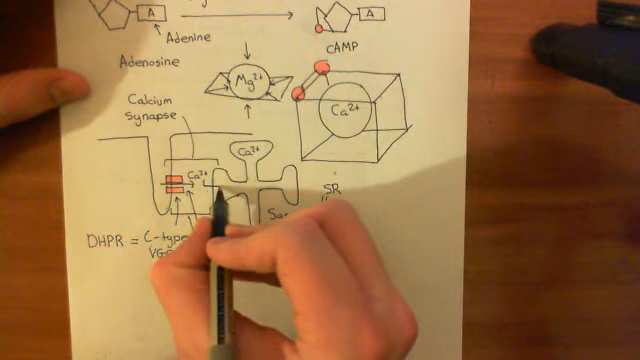 A
A
Adenine
Adenosine
cAMP
Mg2+
Ca2+
Calcium
synapse
Ca2+
Ca2+
SR
DHPR = C-type